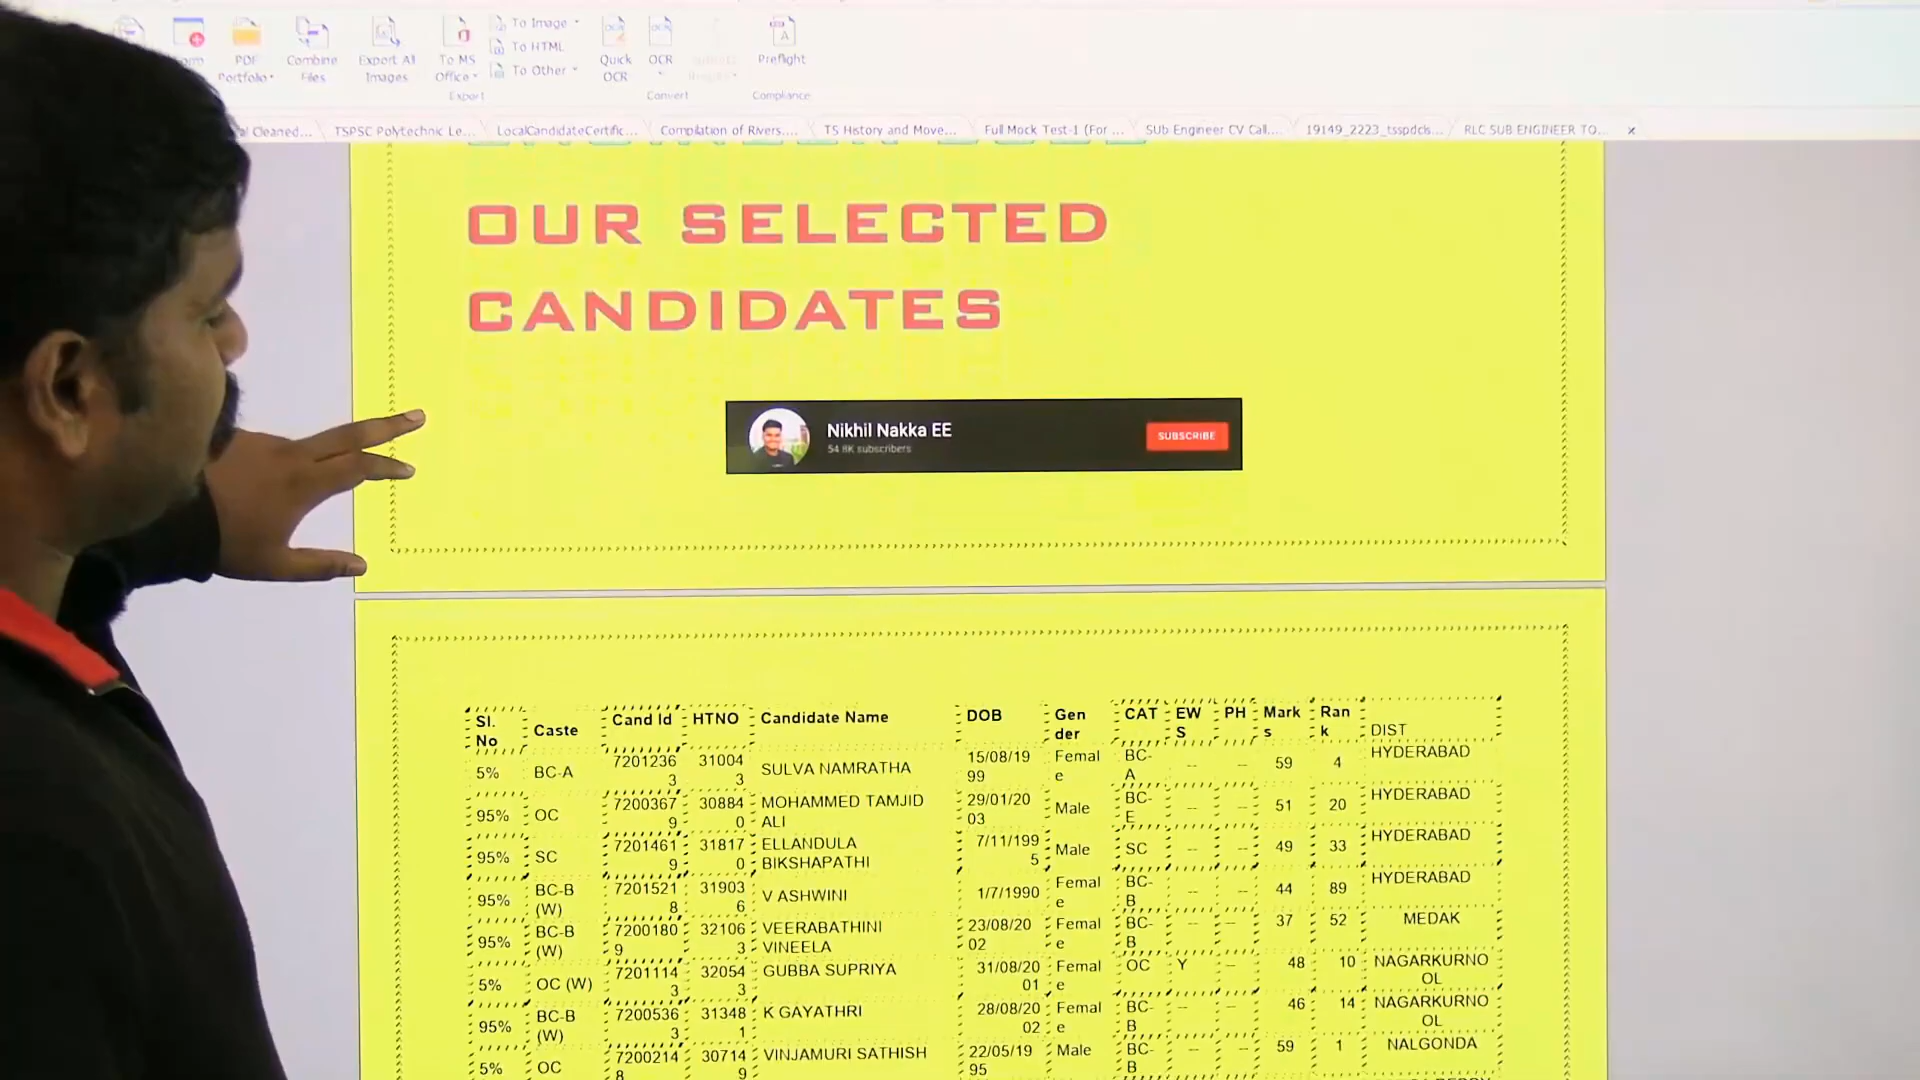 PDF
Portfolio
Combine
Files
Export All
Images
To MS
Office
To Image
To HTML
To Other
Export
Quick
OCR
OCR
Convert
Preflight
Compliance
al Cleaned...
TSPSC Polytechnic Le...
LocalCandidateCertific...
Compilation of Rivers....
TS History and Move...
Full Mock Test-1 (For ...
SUb Engineer CV Call....
19149_2223_tsspdcls...
RLC SUB ENGINEER TO...
OUR SELECTED
CANDIDATES
Nikhil Nakka EE
54.8K subscribers
SUBSCRIBE
Sl. No Caste Cand Id HTNO Candidate Name DOB Gender CAT EWS PH Marks Rank DIST
5% BC-A 72012363 310043 SULVA NAMRATHA 15/08/1999 Female BC-A -- -- 59 4 HYDERABAD
95% OC 72003679 308840 MOHAMMED TAMJID ALI 29/01/2003 Male BC-E -- -- 51 20 HYDERABAD
95% SC 72014619 318170 ELLANDULA BIKSHAPATHI 7/11/1995 Male SC -- -- 49 33 HYDERABAD
95% BC-B (W) 72015218 319036 V ASHWINI 1/7/1990 Female BC-B -- -- 44 89 HYDERABAD
95% BC-B (W) 72001809 321063 VEERABATHINI VINEELA 23/08/2002 Female BC-B -- -- 37 52 MEDAK
5% OC (W) 72011143 320543 GUBBA SUPRIYA 31/08/2001 Female OC Y -- 48 10 NAGARKURNOOL
95% BC-B (W) 72005363 313481 K GAYATHRI 28/08/2002 Female BC-B -- -- 46 14 NAGARKURNOOL
5% OC 72002148 307149 VINJAMURI SATHISH 22/05/1995 Male BC-B -- -- 59 1 NALGONDA